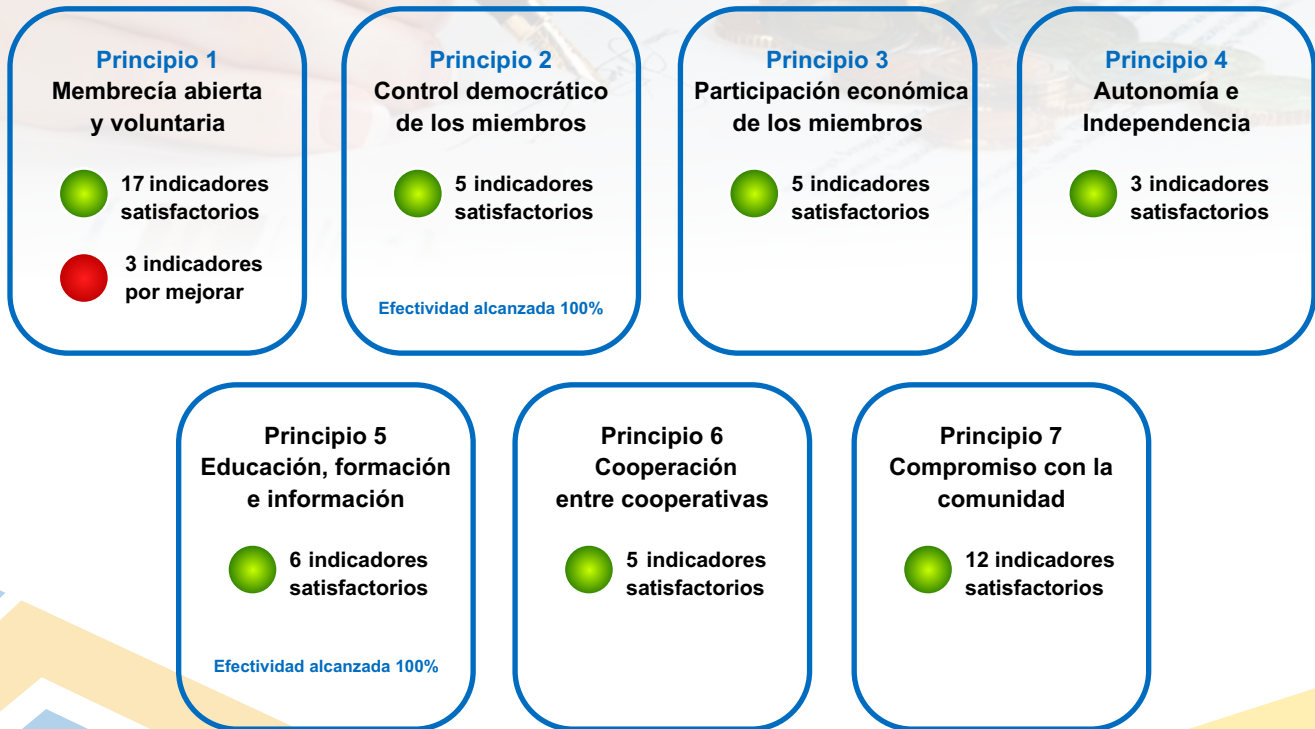 Principio 1
Membrecía abierta
y voluntaria
17 indicadores
satisfactorios
3 indicadores
por mejorar
Principio 2
Control democrático
de los miembros
5 indicadores
satisfactorios
Efectividad alcanzada 100%
Principio 3
Participación económica
de los miembros
5 indicadores
satisfactorios
Principio 4
Autonomía e
Independencia
3 indicadores
satisfactorios
Principio 5
Educación, formación
e información
6 indicadores
satisfactorios
Efectividad alcanzada 100%
Principio 6
Cooperación
entre cooperativas
5 indicadores
satisfactorios
Principio 7
Compromiso con la
comunidad
12 indicadores
satisfactorios